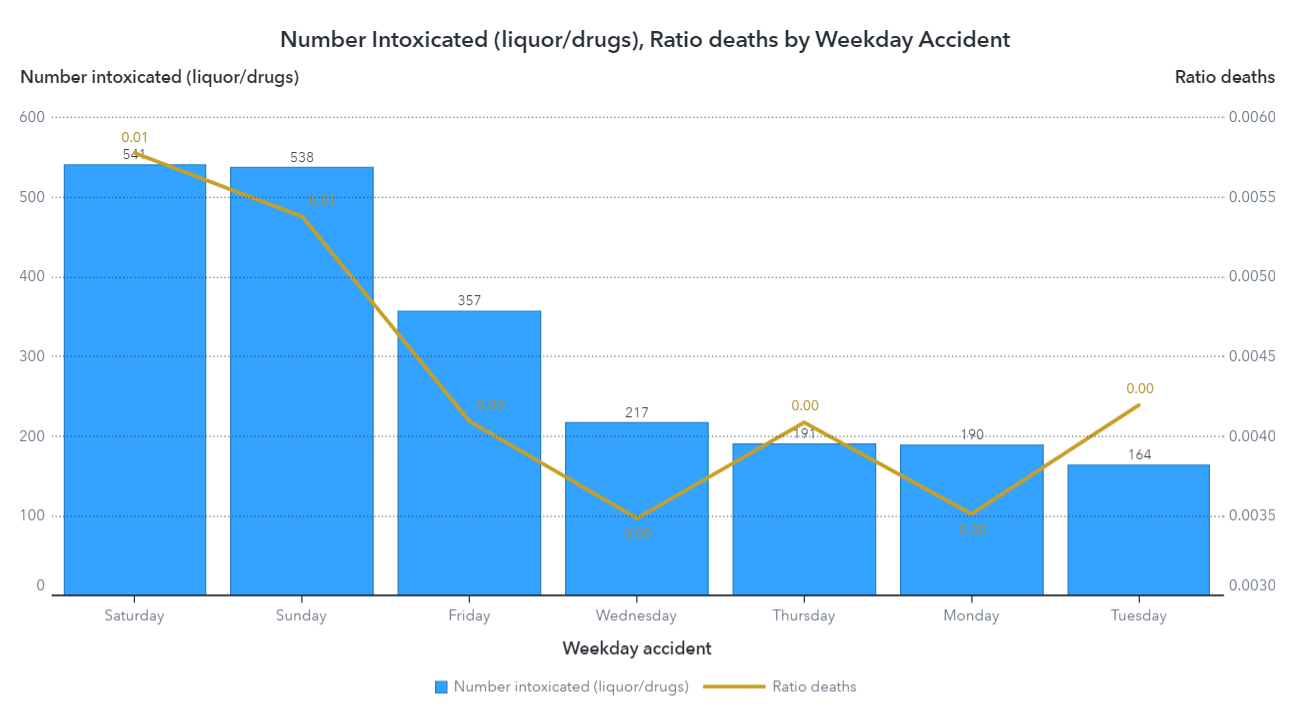 Number Intoxicated (liquor/drugs), Ratio deaths by Weekday Accident
Number intoxicated (liquor/drugs) Ratio deaths
600 0.0060
0.01
541 538
500 0.01 0.0055
400 0.0050
357
300 0.0045
0.00
0.00 0.00
217
200 191 190 0.0040
164
100 0.0035
0.00 0.00
0 0.0030
Saturday Sunday Friday Wednesday Thursday Monday Tuesday
Weekday accident
Number intoxicated (liquor/drugs) Ratio deaths